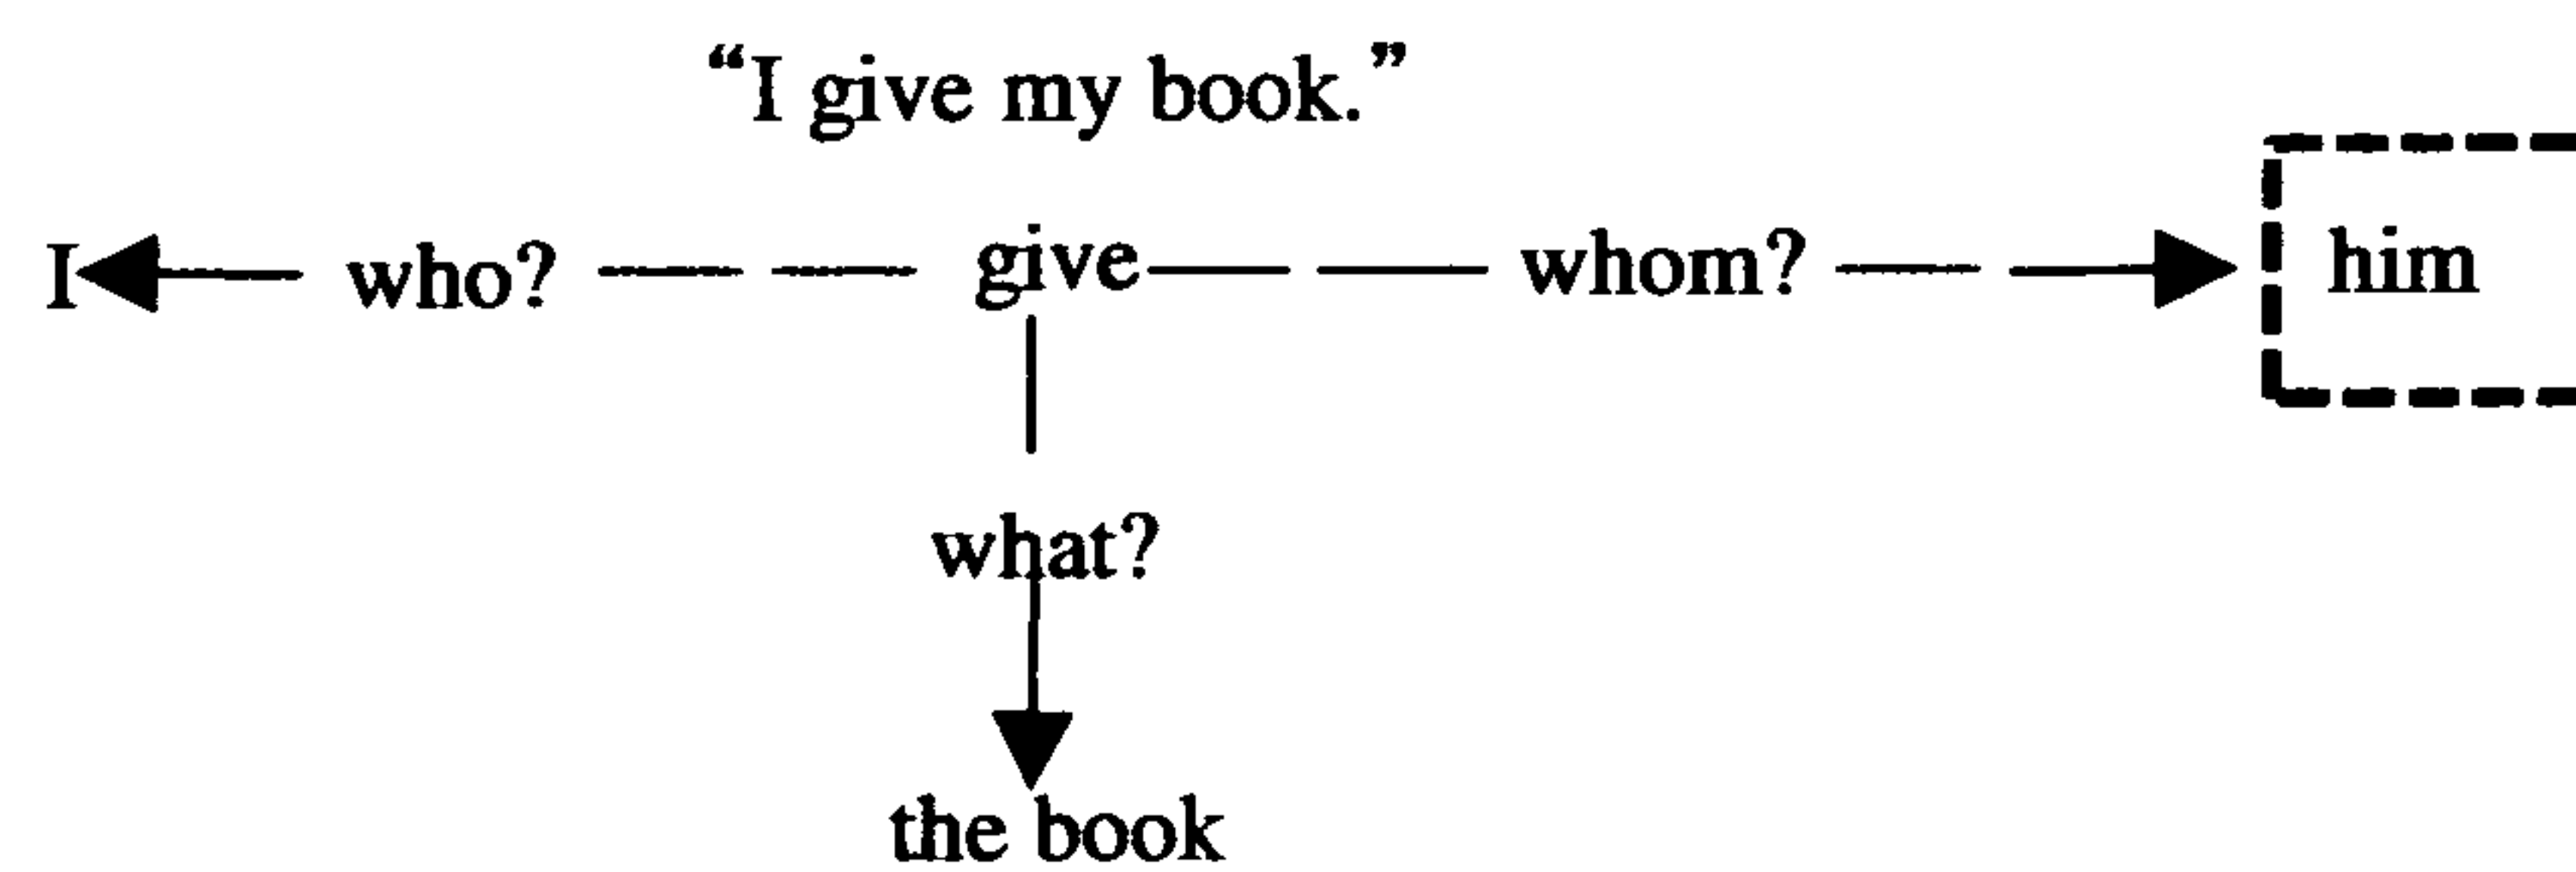 “I give my book.”
I who? give whom? him
what?
the book